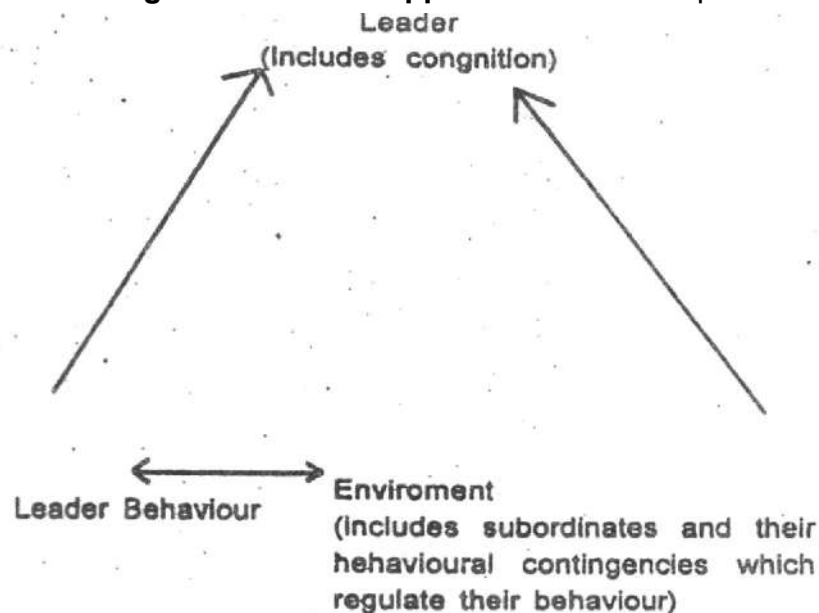 Leader
(Includes congnition)
Leader Behaviour
Enviroment
(includes subordinates and their
hehavioural contingencies which
regulate their behaviour)